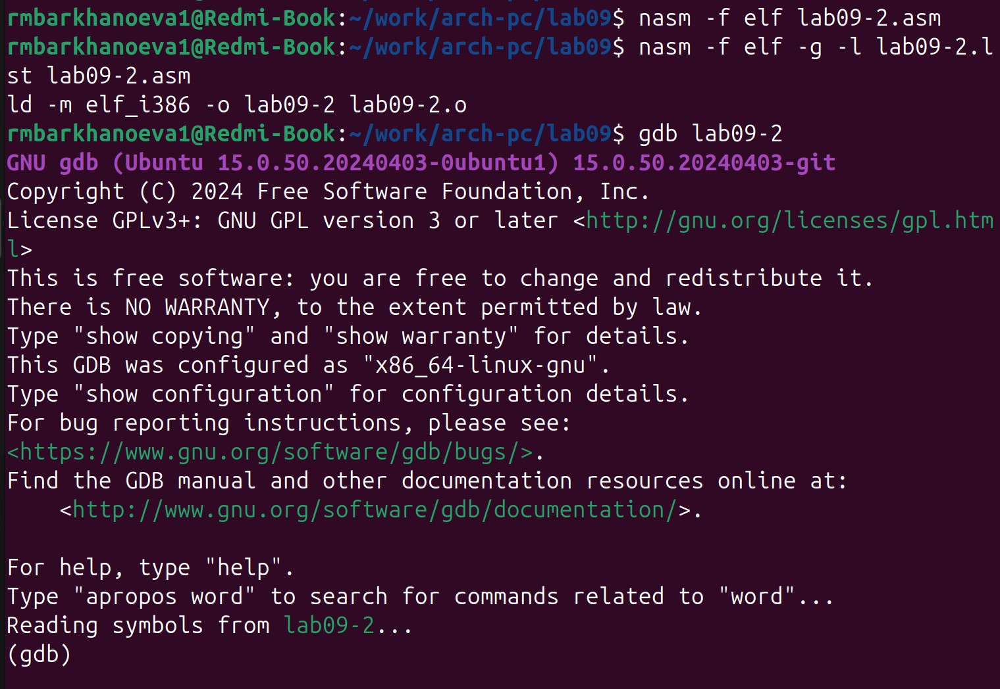 rmbarkhanoeva1@Redmi-Book:~/work/arch-pc/lab09$ nasm -f elf lab09-2.asm
rmbarkhanoeva1@Redmi-Book:~/work/arch-pc/lab09$ nasm -f elf -g -l lab09-2.l
st lab09-2.asm
ld -m elf_i386 -o lab09-2 lab09-2.o
rmbarkhanoeva1@Redmi-Book:~/work/arch-pc/lab09$ gdb lab09-2
GNU gdb (Ubuntu 15.0.50.20240403-0ubuntu1) 15.0.50.20240403-git
Copyright (C) 2024 Free Software Foundation, Inc.
License GPLv3+: GNU GPL version 3 or later <http://gnu.org/licenses/gpl.htm
l>
This is free software: you are free to change and redistribute it.
There is NO WARRANTY, to the extent permitted by law.
Type "show copying" and "show warranty" for details.
This GDB was configured as "x86_64-linux-gnu".
Type "show configuration" for configuration details.
For bug reporting instructions, please see:
<https://www.gnu.org/software/gdb/bugs/>.
Find the GDB manual and other documentation resources online at:
    <http://www.gnu.org/software/gdb/documentation/>.

For help, type "help".
Type "apropos word" to search for commands related to "word"...
Reading symbols from lab09-2...
(gdb)